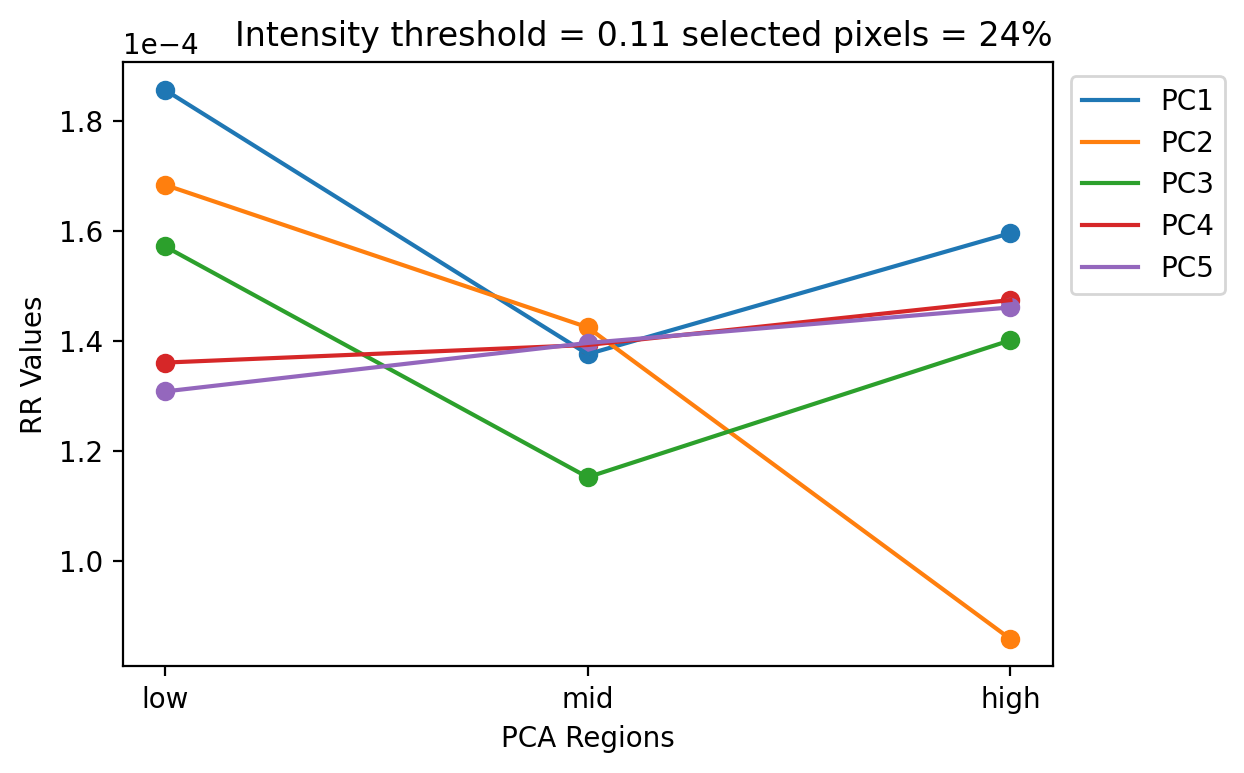 Intensity threshold = 0.11 selected pixels = 24%
1e−4
1.8
1.6
1.4
1.2
1.0
RR Values
low mid high
PCA Regions
PC1
PC2
PC3
PC4
PC5